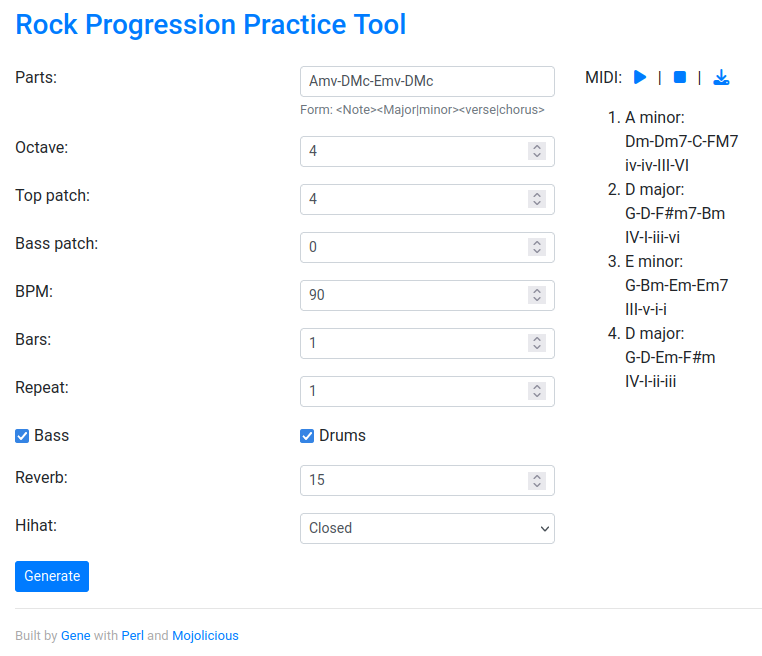 Rock Progression Practice Tool
Parts:
Amv-DMc-Emv-DMc
Form: <Note><Major|minor><verse|chorus>
Octave:
4
Top patch:
4
Bass patch:
0
BPM:
90
Bars:
1
Repeat:
1
Bass
Drums
Reverb:
15
Hihat:
Closed
Generate
MIDI: | |
1. A minor:
Dm-Dm7-C-FM7
iv-iv-III-VI
2. D major:
G-D-F#m7-Bm
IV-I-iii-vi
3. E minor:
G-Bm-Em-Em7
III-v-i-i
4. D major:
G-D-Em-F#m
IV-I-ii-iii
Built by Gene with Perl and Mojolicious